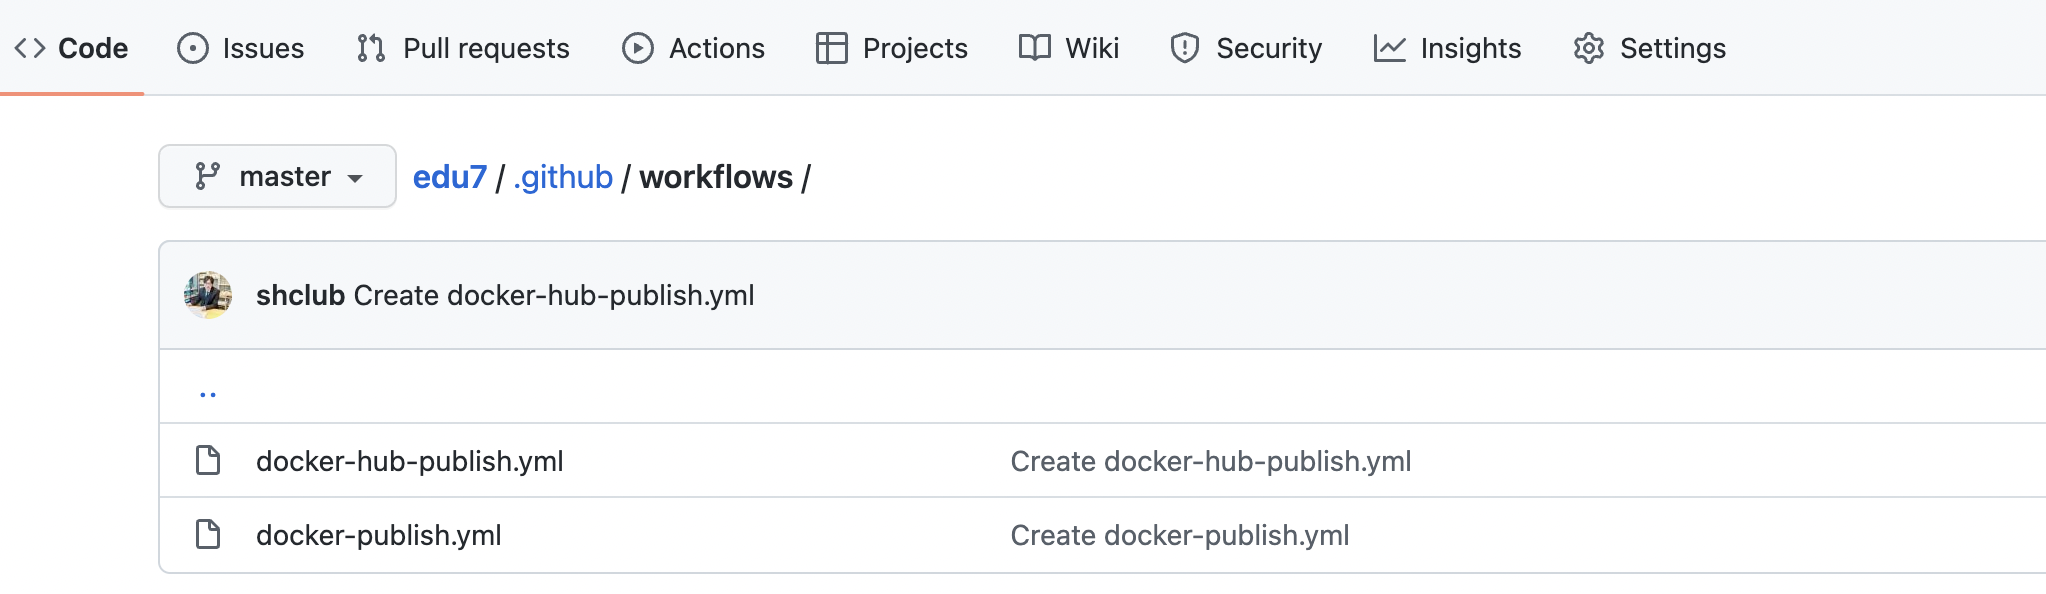 Code Issues Pull requests Actions Projects Wiki Security Insights Settings
master edu7 / .github / workflows /
shclub Create docker-hub-publish.yml
..
docker-hub-publish.yml Create docker-hub-publish.yml
docker-publish.yml Create docker-publish.yml